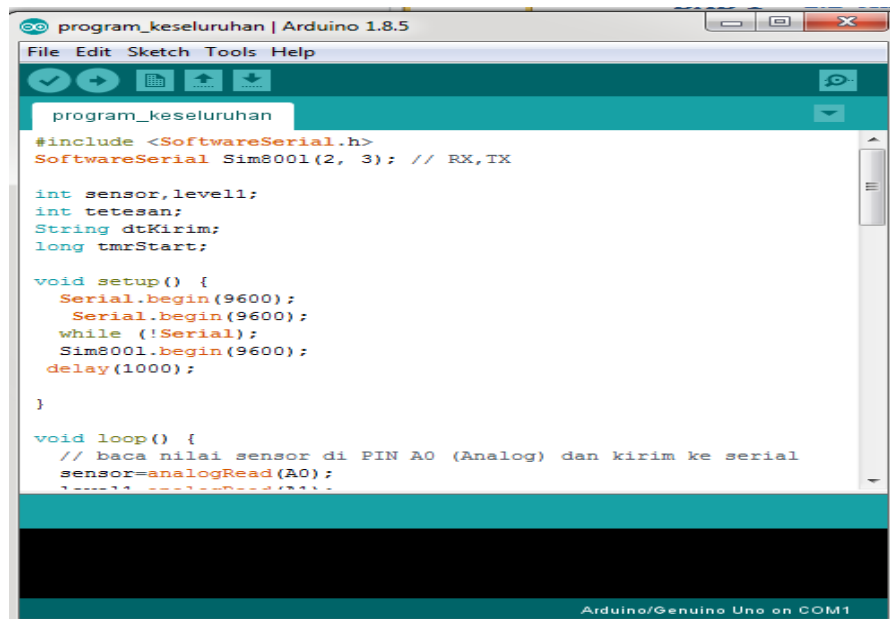 program_keseluruhan | Arduino 1.8.5
File Edit Sketch Tools Help
program_keseluruhan
#include <SoftwareSerial.h>
SoftwareSerial Sim800l(2, 3); // RX,TX
int sensor,level1;
int tetesan;
String dtKirim;
long tmrStart;
void setup() {
Serial.begin(9600);
Serial.begin(9600);
while (!Serial);
Sim800l.begin(9600);
delay(1000);
}
void loop() {
// baca nilai sensor di PIN A0 (Analog) dan kirim ke serial
sensor=analogRead(A0);
Arduino/Genuino Uno on COM1